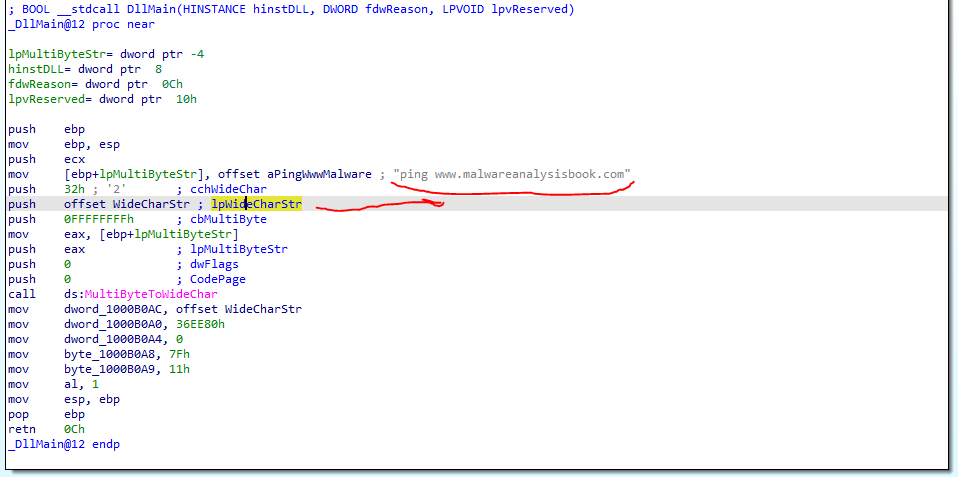 ; BOOL __stdcall DllMain(HINSTANCE hinstDLL, DWORD fdwReason, LPVOID lpvReserved)
_DllMain@12 proc near
lpMultiByteStr= dword ptr -4
hinstDLL= dword ptr  8
fdwReason= dword ptr  0Ch
lpvReserved= dword ptr  10h
push    ebp
mov     ebp, esp
push    ecx
mov     [ebp+lpMultiByteStr], offset aPingWwwMalware ; "ping www.malwareanalysisbook.com"
push    32h ; '2'       ; cchWideChar
push    offset WideCharStr ; lpWideCharStr
push    0FFFFFFFFh      ; cbMultiByte
mov     eax, [ebp+lpMultiByteStr]
push    eax             ; lpMultiByteStr
push    0               ; dwFlags
push    0               ; CodePage
call    ds:MultiByteToWideChar
mov     dword_1000B0AC, offset WideCharStr
mov     dword_1000B0A0, 36EE80h
mov     dword_1000B0A4, 0
mov     byte_1000B0A8, 7Fh
mov     byte_1000B0A9, 11h
mov     al, 1
mov     esp, ebp
pop     ebp
retn    0Ch
_DllMain@12 endp